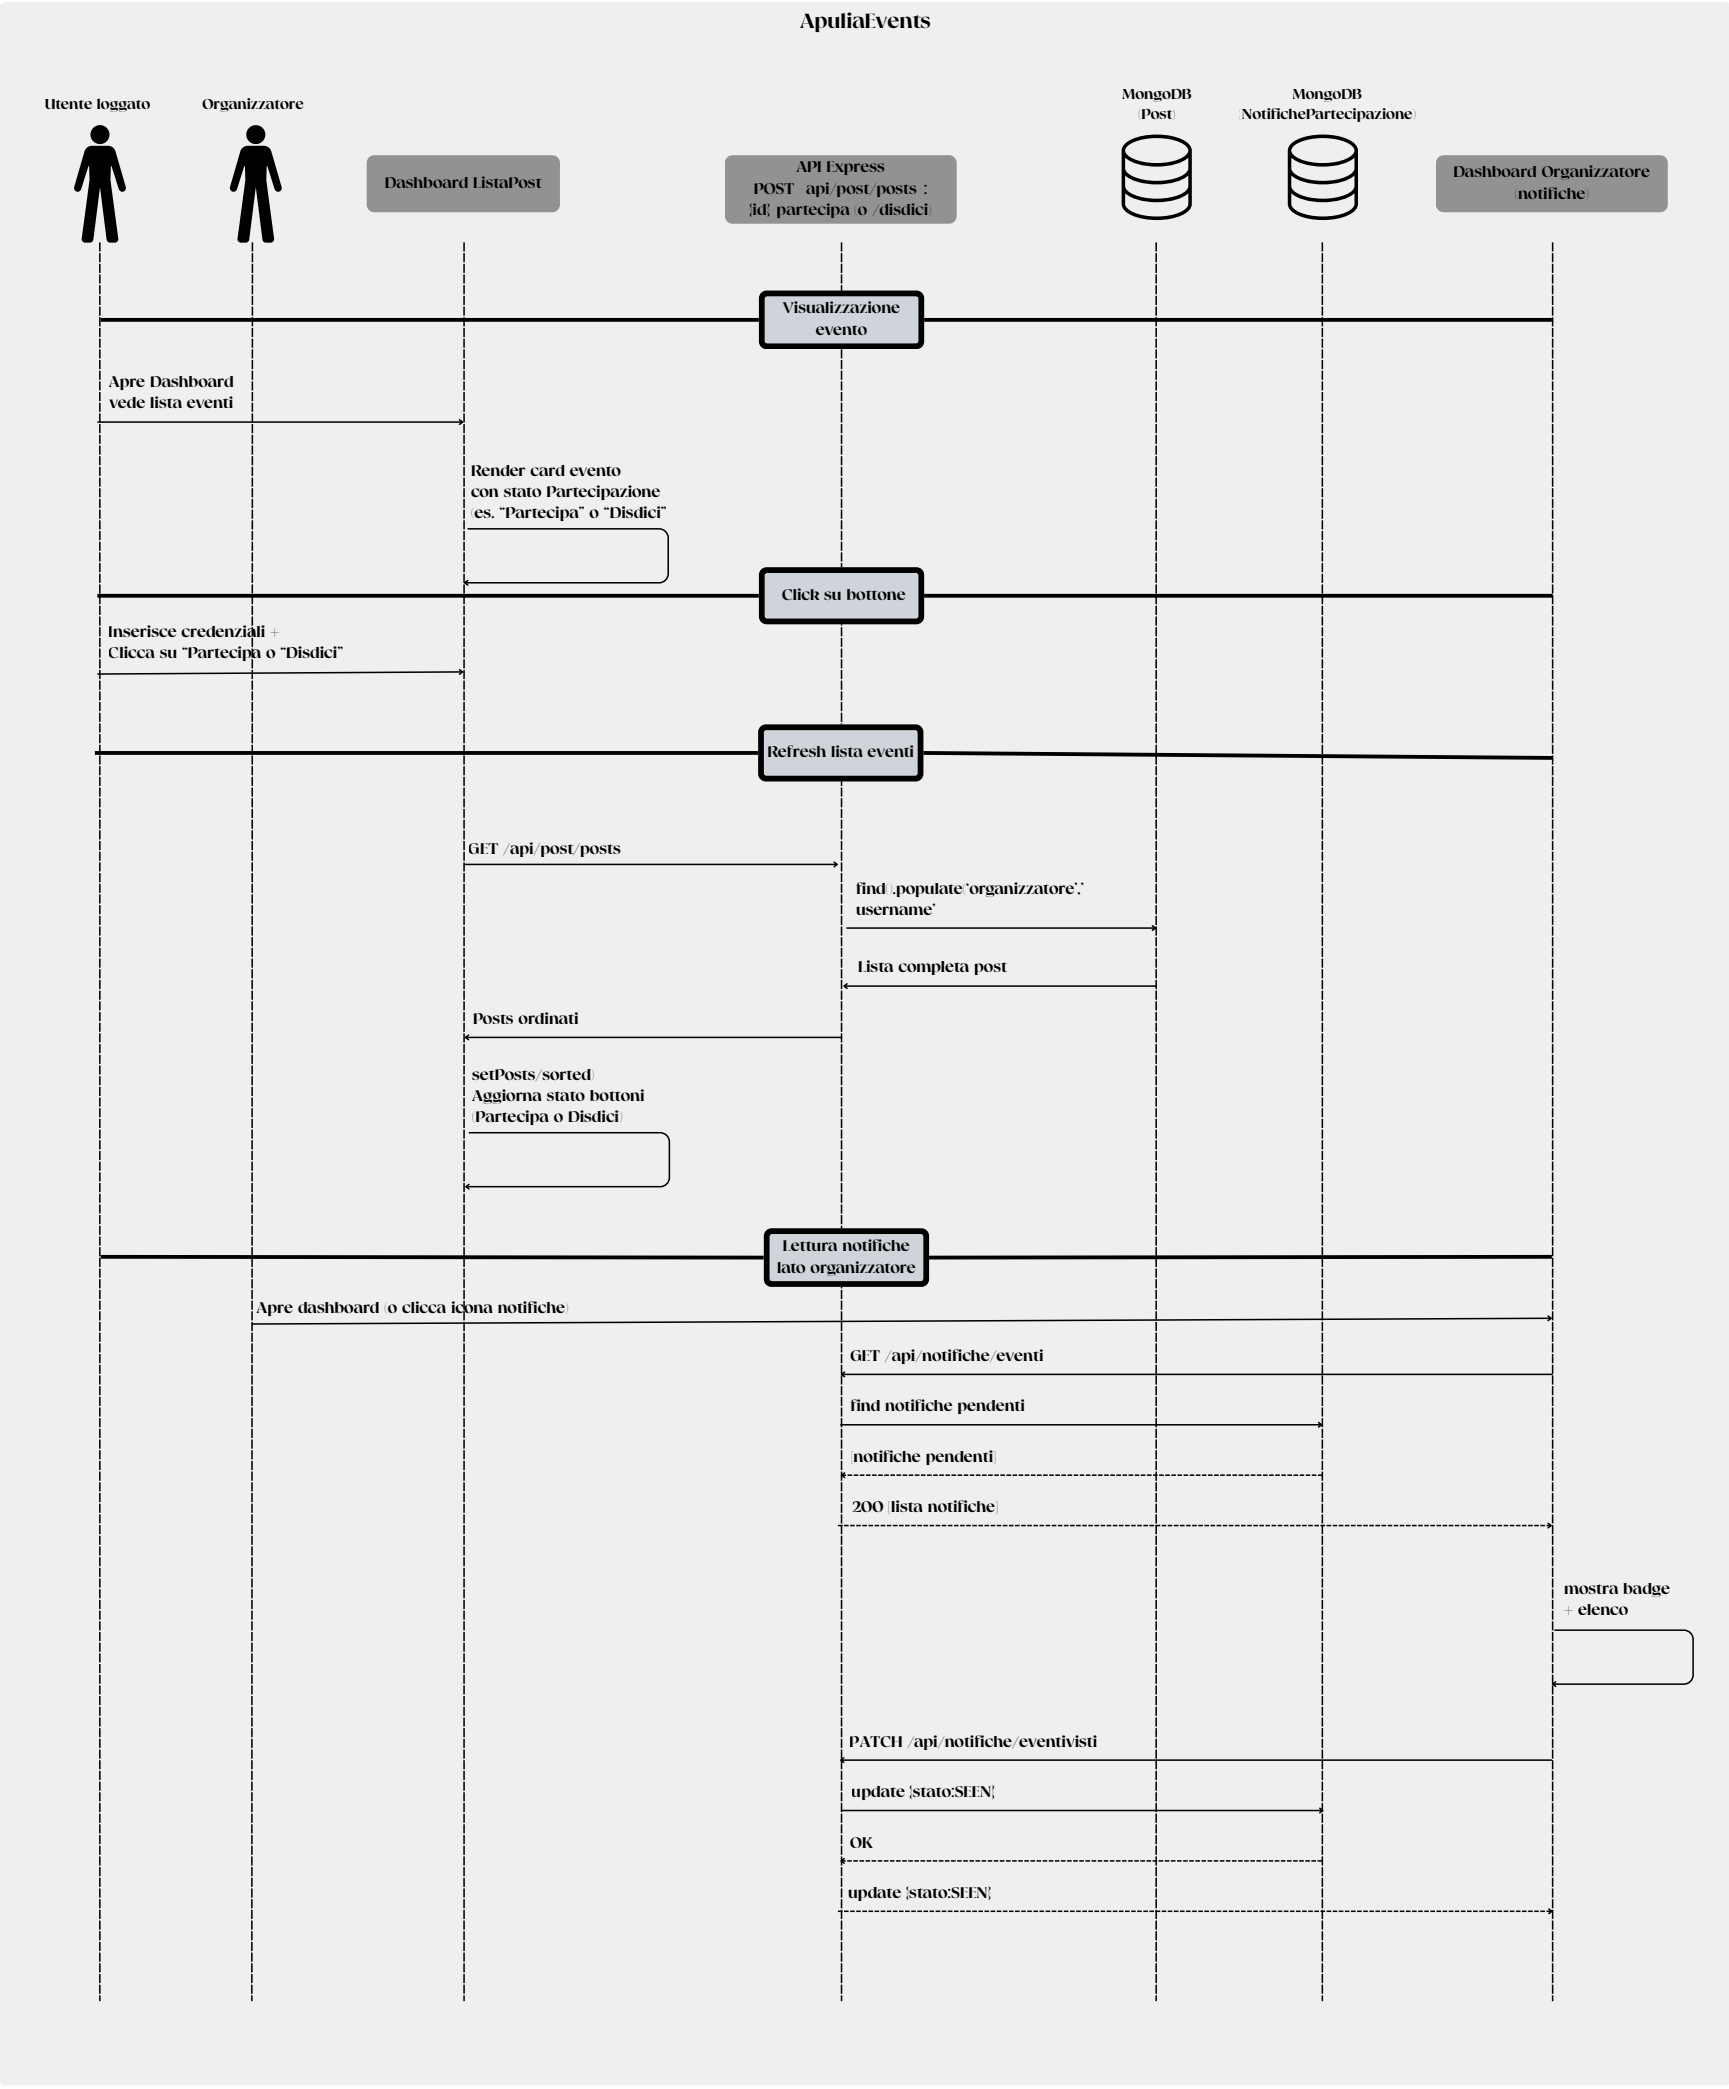 ApuliaEvents
Utente loggato
Organizzatore
Dashboard ListaPost
API Express
POST api/post/posts :
{id} partecipa (o /disdici)
MongoDB
(Post)
MongoDB
(NotifichePartecipazione)
Dashboard Organizzatore
(notifiche)
Visualizzazione
evento
Apre Dashboard
vede lista eventi
Render card evento
con stato Partecipazione
(es. “Partecipa” o “Disdici”
Click su bottone
Inserisce credenziali +
Clicca su “Partecipa o “Disdici”
Refresh lista eventi
GET /api/post/posts
find().populate(‘organizzatore’,’
username’
Lista completa post
Posts ordinati
setPosts/sorted)
Aggiorna stato bottoni
(Partecipa o Disdici)
Lettura notifiche
lato organizzatore
Apre dashboard (o clicca icona notifiche)
GET /api/notifiche/eventi
find notifiche pendenti
[notifiche pendenti]
200 [lista notifiche]
mostra badge
+ elenco
PATCH /api/notifiche/eventivisti
update {stato:SEEN}
OK
update {stato:SEEN}